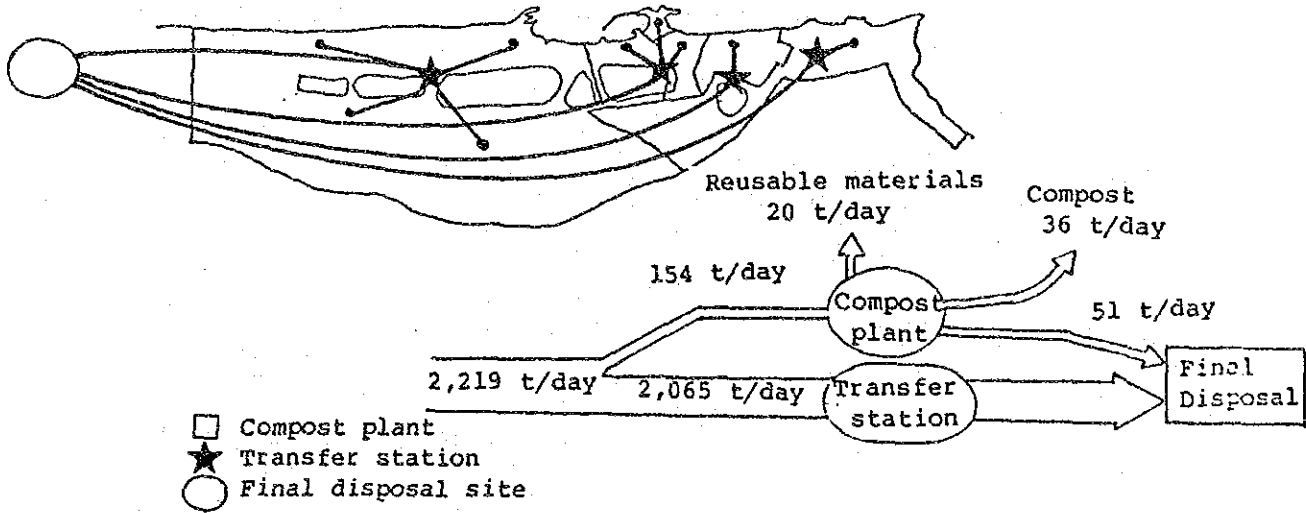 Reusable materials
20 t/day
Compost
36 t/day
154 t/day
Compost
plant
51 t/day
2,219 t/day
2,065 t/day
Transfer
station
Final
Disposal
Compost plant
Transfer station
Final disposal site